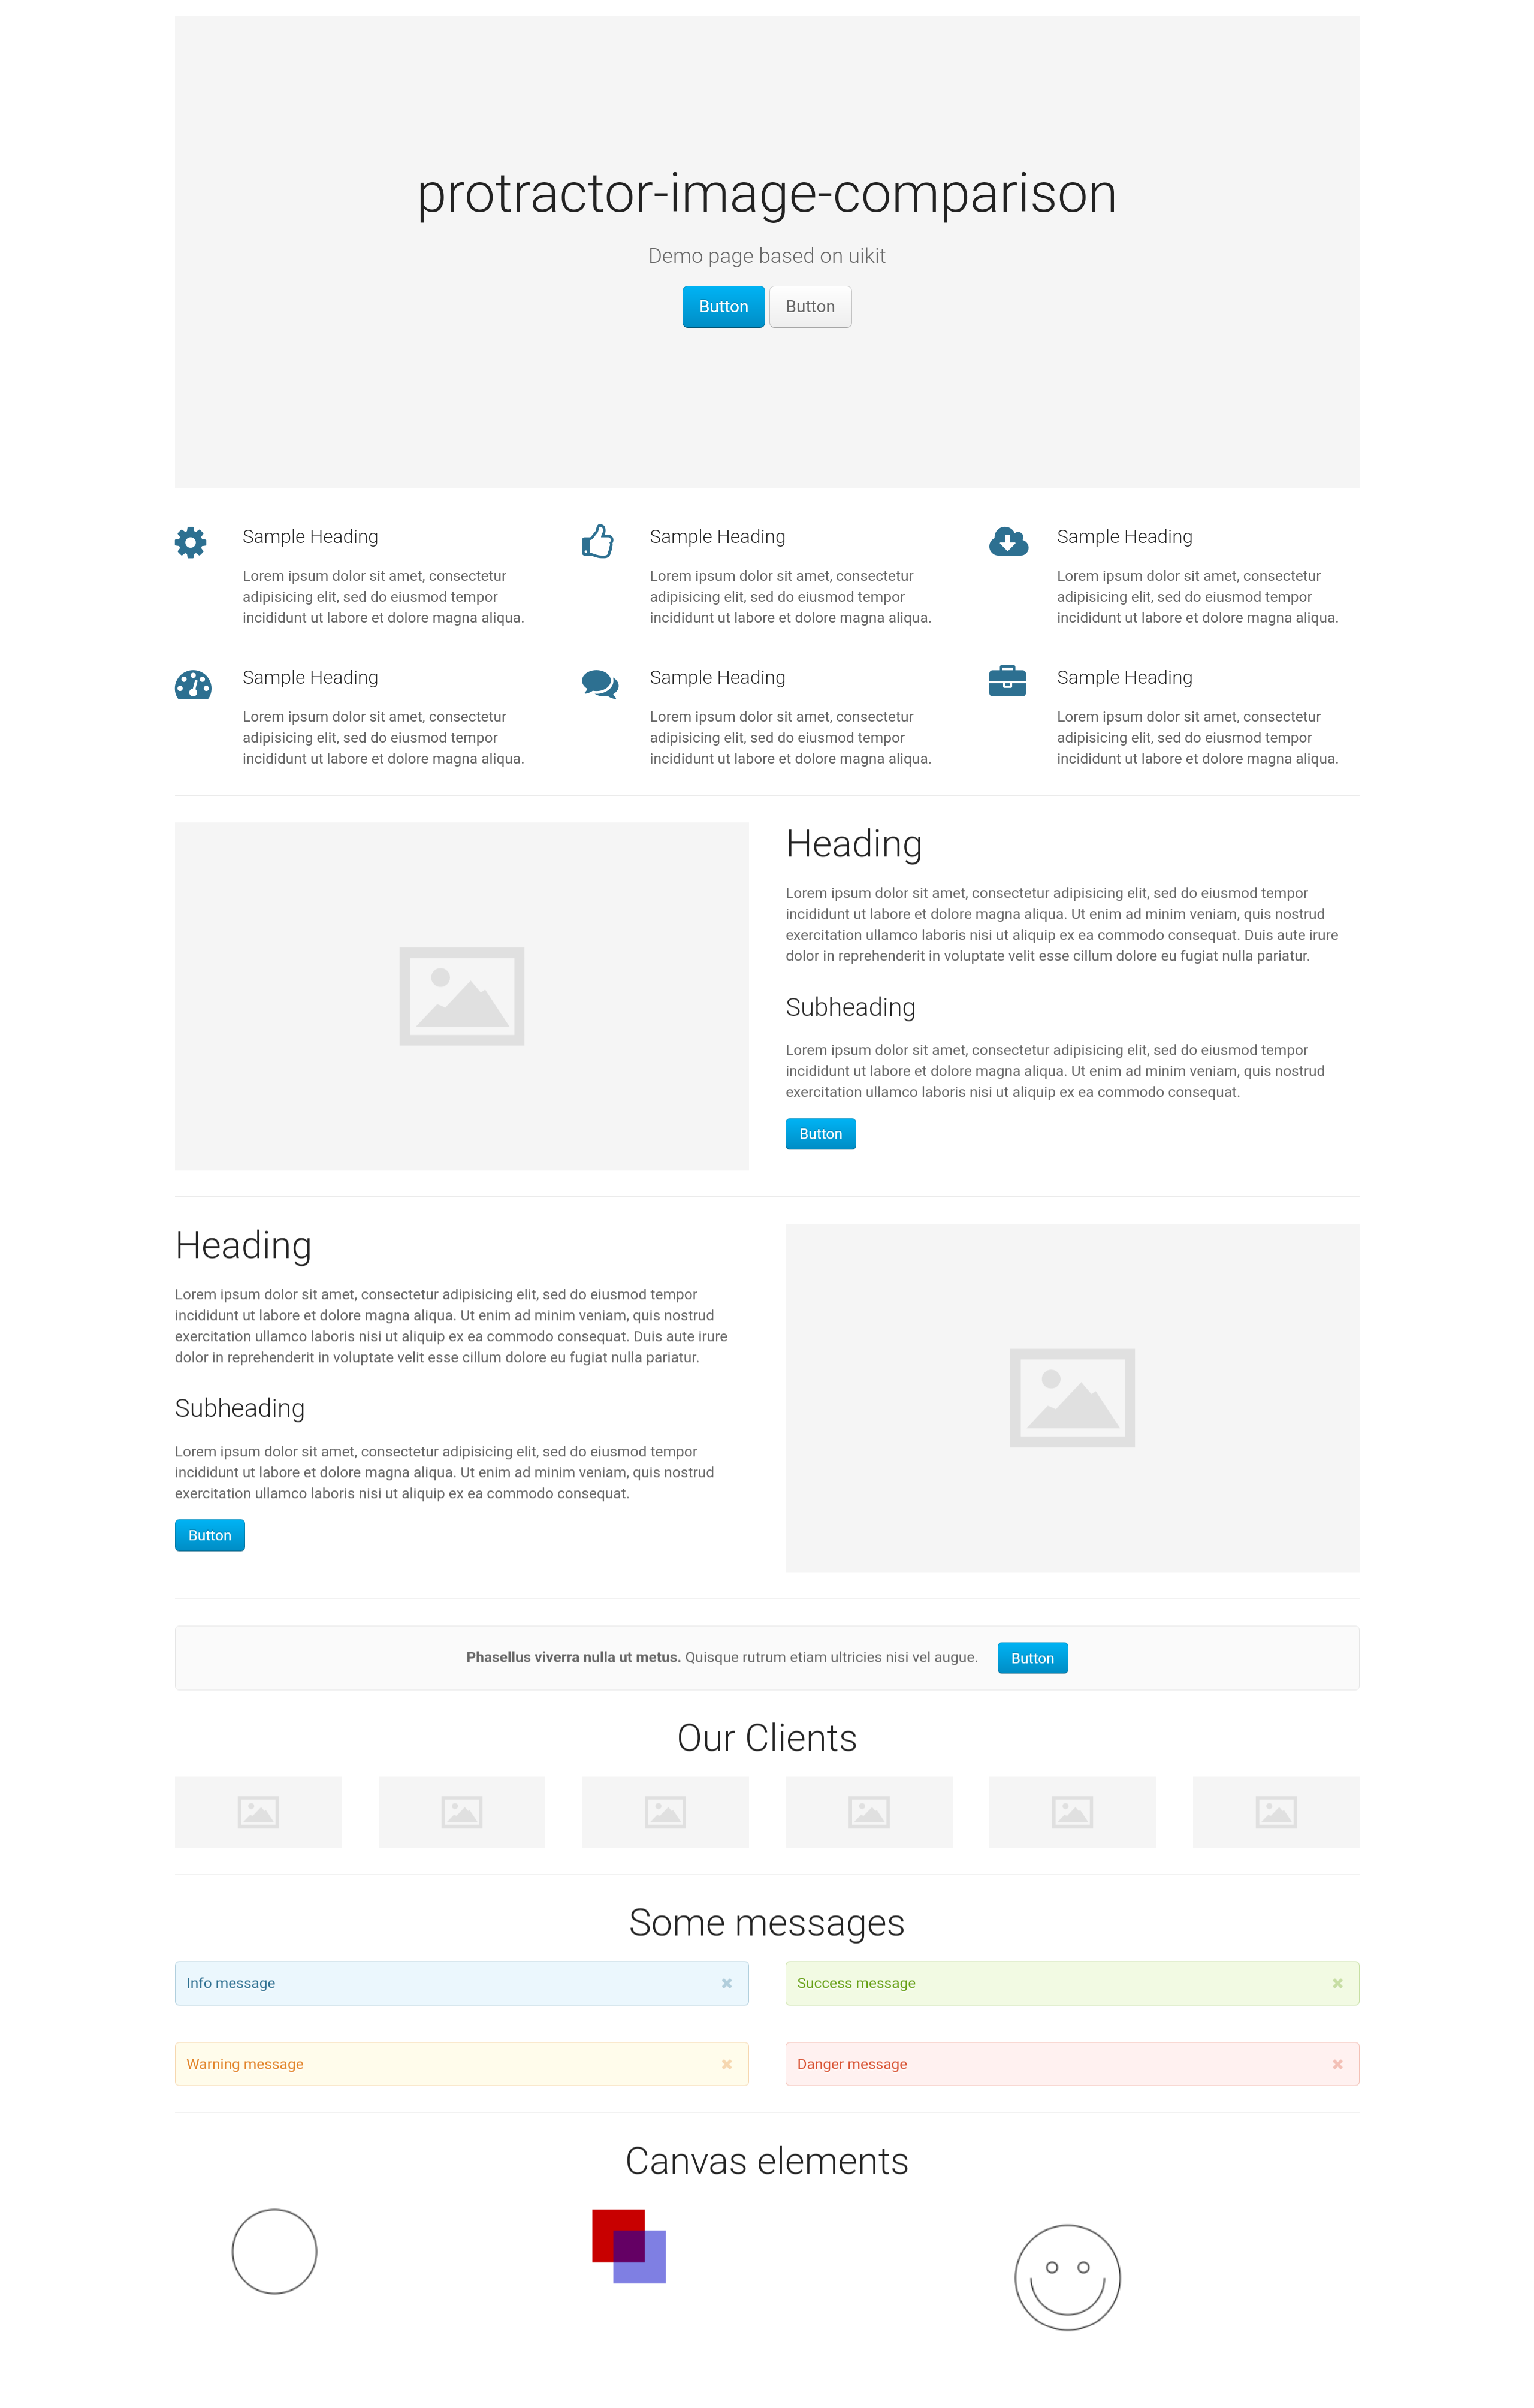 protractor-image-comparison
Demo page based on uikit
Button Button
Sample Heading
Lorem ipsum dolor sit amet, consectetur
adipisicing elit, sed do eiusmod tempor
incididunt ut labore et dolore magna aliqua.
Sample Heading
Lorem ipsum dolor sit amet, consectetur
adipisicing elit, sed do eiusmod tempor
incididunt ut labore et dolore magna aliqua.
Sample Heading
Lorem ipsum dolor sit amet, consectetur
adipisicing elit, sed do eiusmod tempor
incididunt ut labore et dolore magna aliqua.
Sample Heading
Lorem ipsum dolor sit amet, consectetur
adipisicing elit, sed do eiusmod tempor
incididunt ut labore et dolore magna aliqua.
Sample Heading
Lorem ipsum dolor sit amet, consectetur
adipisicing elit, sed do eiusmod tempor
incididunt ut labore et dolore magna aliqua.
Sample Heading
Lorem ipsum dolor sit amet, consectetur
adipisicing elit, sed do eiusmod tempor
incididunt ut labore et dolore magna aliqua.
Heading
Lorem ipsum dolor sit amet, consectetur adipisicing elit, sed do eiusmod tempor
incididunt ut labore et dolore magna aliqua. Ut enim ad minim veniam, quis nostrud
exercitation ullamco laboris nisi ut aliquip ex ea commodo consequat. Duis aute irure
dolor in reprehenderit in voluptate velit esse cillum dolore eu fugiat nulla pariatur.
Subheading
Lorem ipsum dolor sit amet, consectetur adipisicing elit, sed do eiusmod tempor
incididunt ut labore et dolore magna aliqua. Ut enim ad minim veniam, quis nostrud
exercitation ullamco laboris nisi ut aliquip ex ea commodo consequat.
Button
Heading
Lorem ipsum dolor sit amet, consectetur adipisicing elit, sed do eiusmod tempor
incididunt ut labore et dolore magna aliqua. Ut enim ad minim veniam, quis nostrud
exercitation ullamco laboris nisi ut aliquip ex ea commodo consequat. Duis aute irure
dolor in reprehenderit in voluptate velit esse cillum dolore eu fugiat nulla pariatur.
Subheading
Lorem ipsum dolor sit amet, consectetur adipisicing elit, sed do eiusmod tempor
incididunt ut labore et dolore magna aliqua. Ut enim ad minim veniam, quis nostrud
exercitation ullamco laboris nisi ut aliquip ex ea commodo consequat.
Button
Phasellus viverra nulla ut metus. Quisque rutrum etiam ultricies nisi vel augue. Button
Our Clients
Some messages
Info message
Success message
Warning message
Danger message
Canvas elements